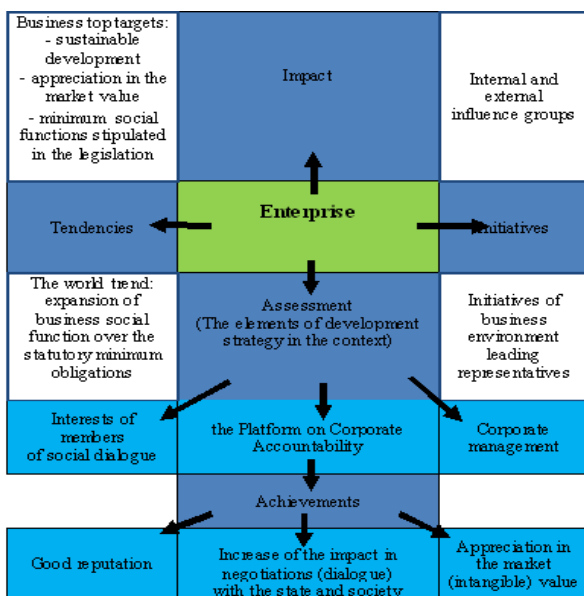 Business top targets:
- sustainable
development
- appreciation in the
market value
- minimum social
functions stipulated
in the legislation
Impact
Internal and
external
influence groups
Tendencies
Enterprise
Initiatives
The world trend:
expansion of
business social
function over the
statutory minimum
obligations
Assessment
(The elements of development
strategy in the context)
Initiatives of
business
environment
leading
representatives
Interests of
members
of social dialogue
the Platform on Corporate
Accountability
Corporate
management
Achievements
Good reputation
Increase of the impact in
negotiations (dialogue)
with the state and society
Appreciation in
the market
(intangible) value